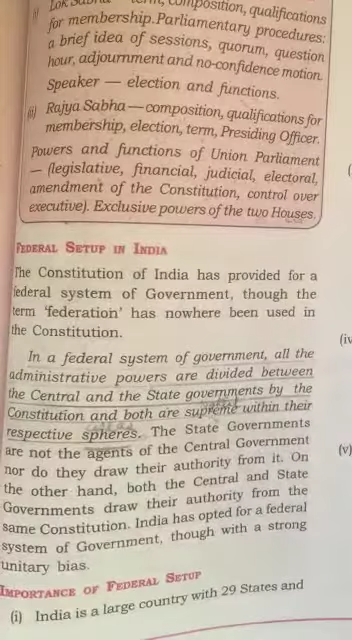 i) Lok Sabha — term, composition, qualifications
for membership. Parliamentary procedures:
a brief idea of sessions, quorum, question
hour, adjournment and no-confidence motion.
Speaker — election and functions.
(ii) Rajya Sabha — composition, qualifications for
membership, election, term, Presiding Officer.
Powers and functions of Union Parliament
— (legislative, financial, judicial, electoral,
amendment of the Constitution, control over
executive). Exclusive powers of the two Houses.
FEDERAL SETUP IN INDIA
The Constitution of India has provided for a
federal system of Government, though the
term 'federation' has nowhere been used in
the Constitution.
In a federal system of government, all the
administrative powers are divided between
the Central and the State governments by the
Constitution and both are supreme within their
respective spheres. The State Governments
are not the agents of the Central Government
nor do they draw their authority from it. On
the other hand, both the Central and State
Governments draw their authority from the
same Constitution. India has opted for a federal
system of Government, though with a strong
unitary bias.
IMPORTANCE OF FEDERAL SETUP
(i) India is a large country with 29 States and
(iv
(v)